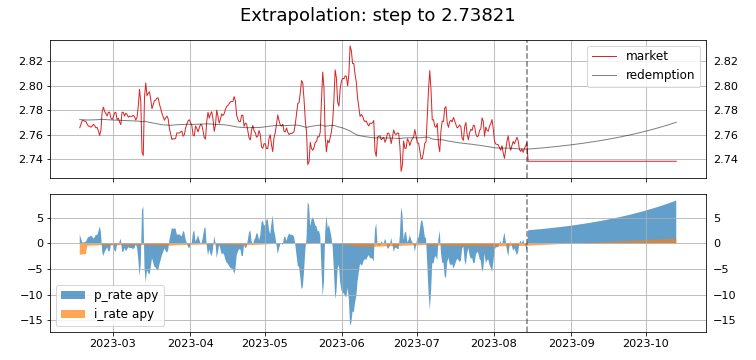 Extrapolation: step to 2.73821
2.82 2.82
2.80 2.80
2.78 2.78
2.76 2.76
2.74 2.74
market
redemption
5 5
0 0
−5 −5
−10 −10
−15 −15
p_rate apy
i_rate apy
2023-03 2023-04 2023-05 2023-06 2023-07 2023-08 2023-09 2023-10